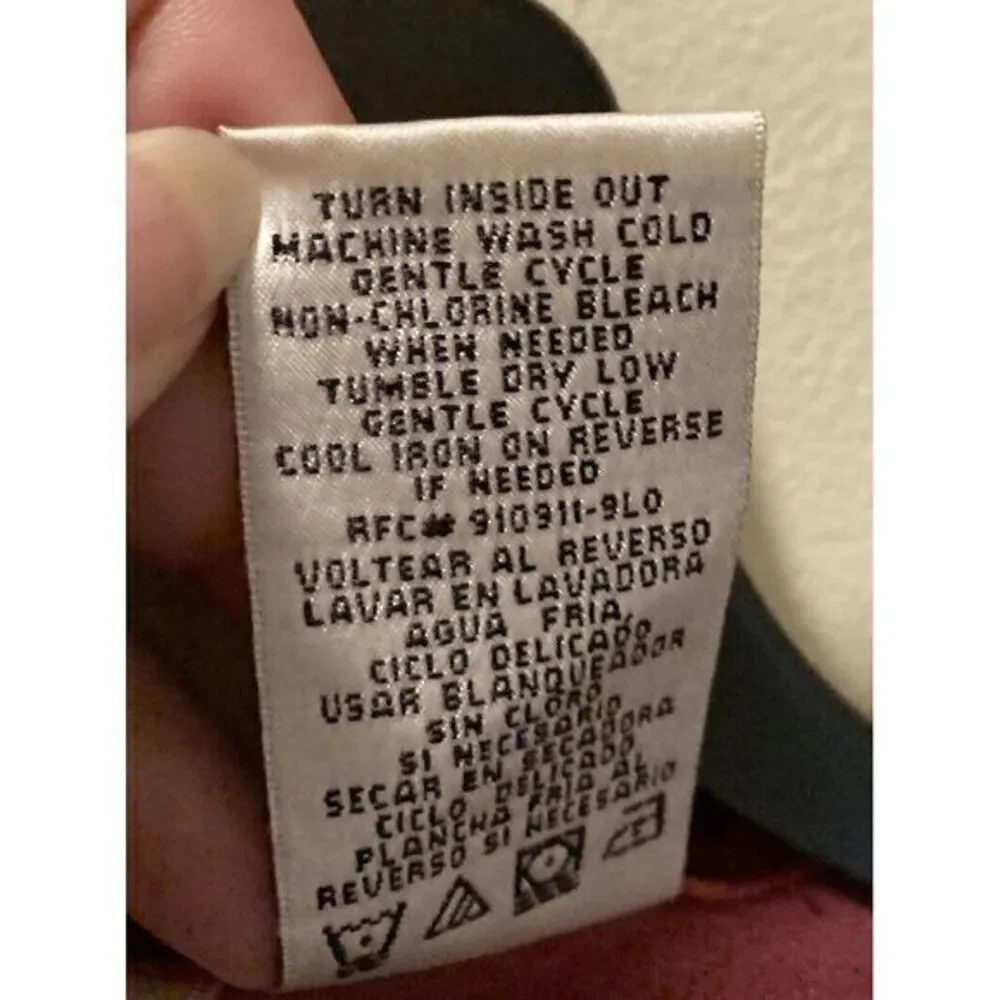 TURN INSIDE OUT
MACHINE WASH COLD
GENTLE CYCLE
NON-CHLORINE BLEACH
WHEN NEEDED
TUMBLE DRY LOW
GENTLE CYCLE
COOL IRON ON REVERSE
IF NEEDED
RFC# 910911-9L0
VOLTEAR AL REVERSO
LAVAR EN LAVADORA
AGUA FRIA,
CICLO DELICADO
USAR BLANQUEADOR
SIN CLORO
SI NECESARIO
SECAR EN SECADORA
CICLO DELICADO
PLANCHA FRIA AL
REVERSO SI NECESARIO